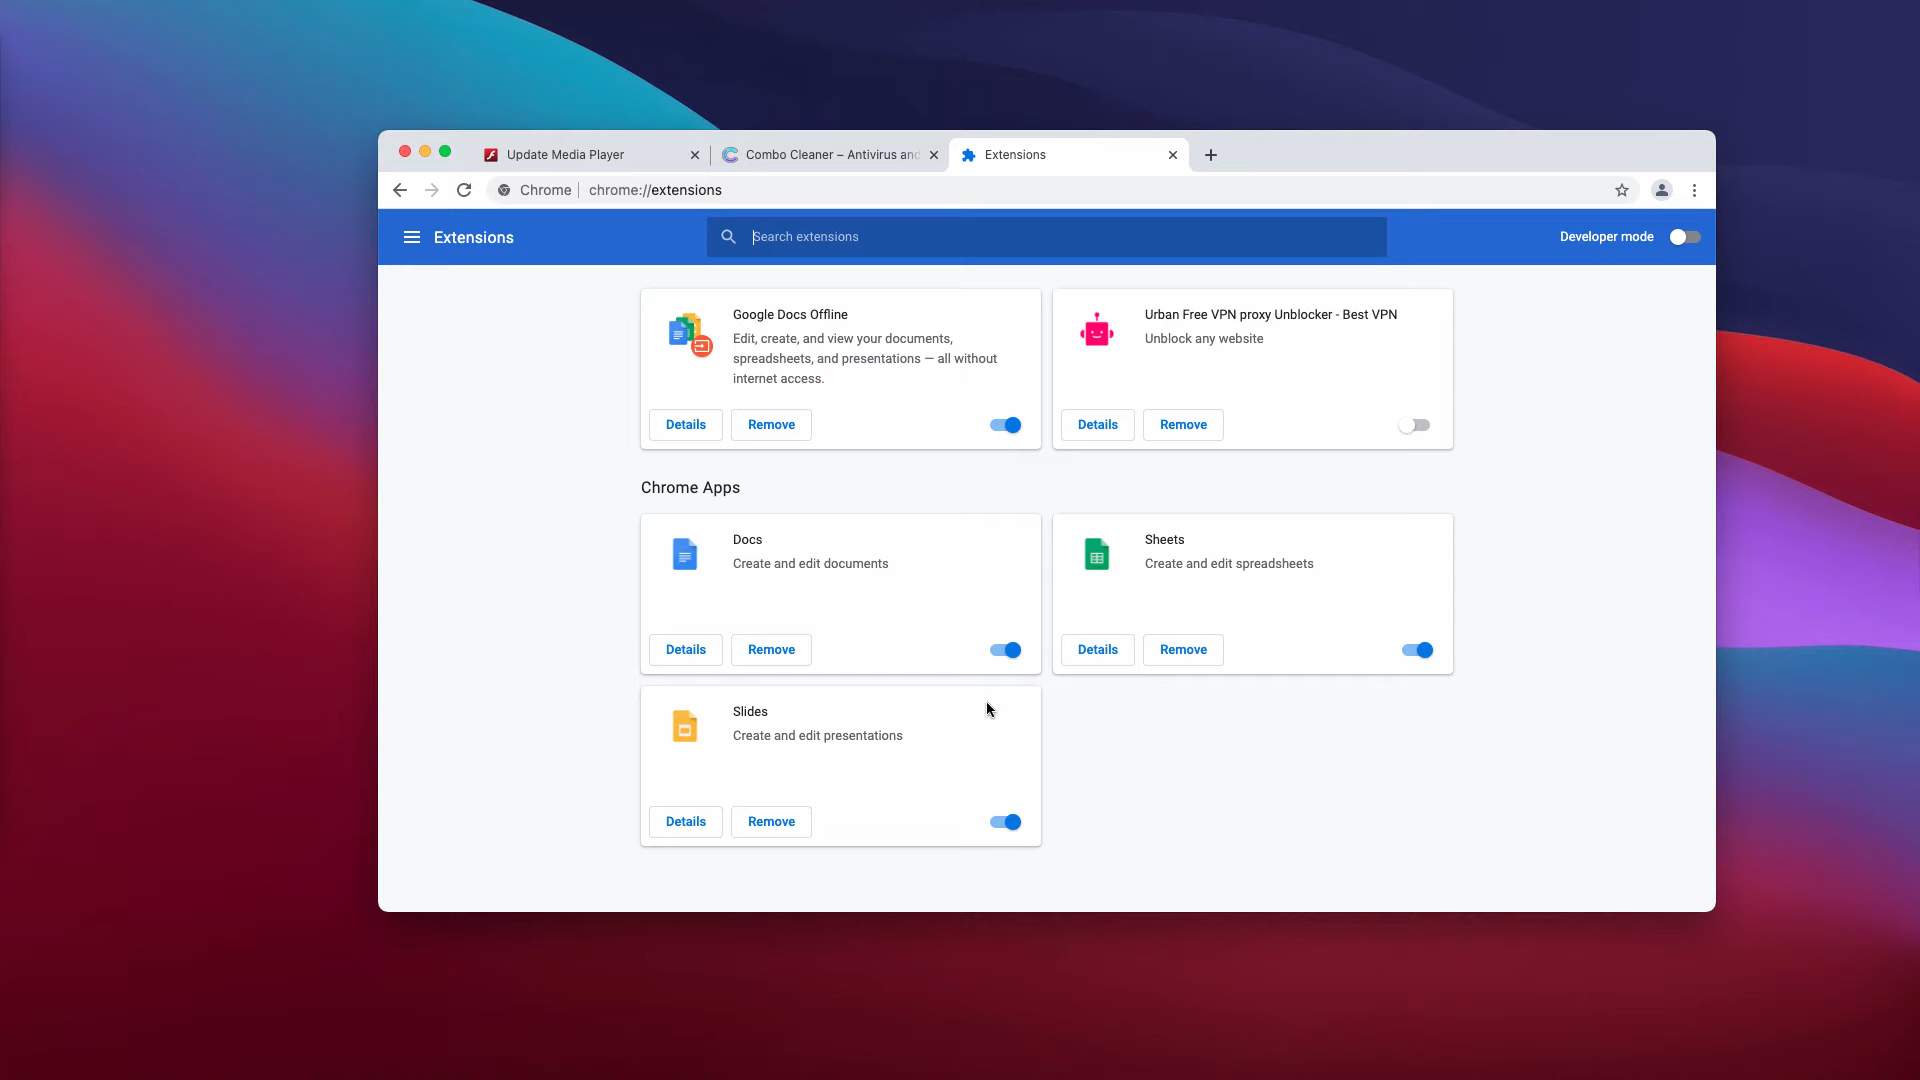 Update Media Player
Combo Cleaner – Antivirus and
Extensions
Chrome
chrome://extensions
Extensions
Search extensions
Developer mode
Google Docs Offline
Edit, create, and view your documents,
spreadsheets, and presentations — all without
internet access.
Details
Remove
Urban Free VPN proxy Unblocker - Best VPN
Unblock any website
Details
Remove
Chrome Apps
Docs
Create and edit documents
Details
Remove
Sheets
Create and edit spreadsheets
Details
Remove
Slides
Create and edit presentations
Details
Remove